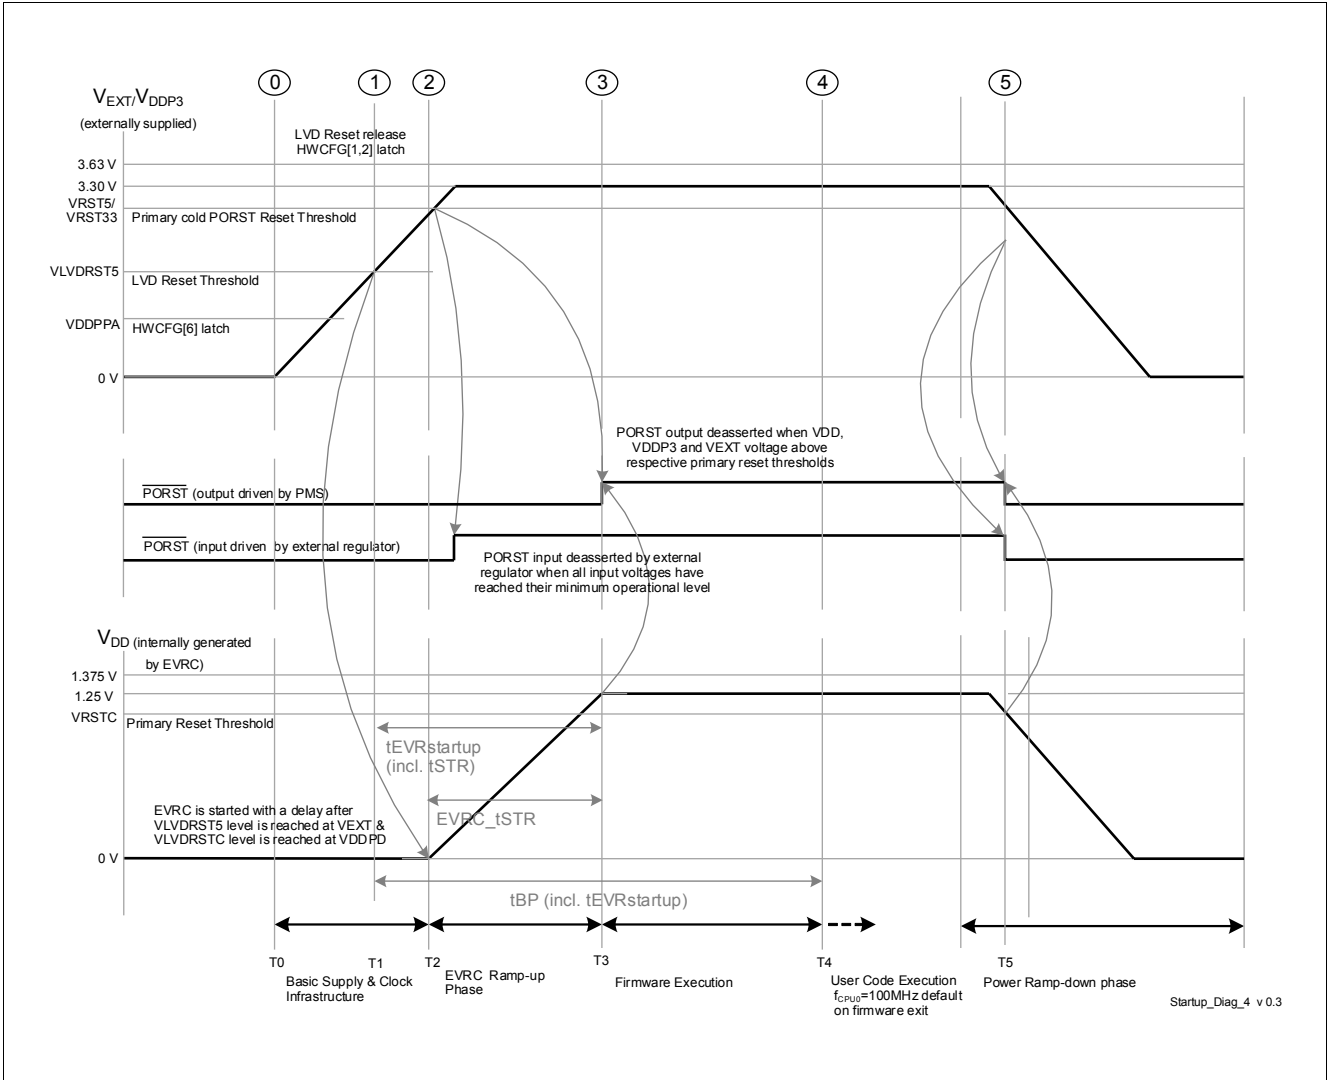 0
1
2
3
4
5
VEXT/VDDP3
(externally supplied)
LVD Reset release
HWCFG[1,2] latch
3.63 V
3.30 V
VRST5/
VRST33
Primary cold PORST Reset Threshold
VLVDRST5
LVD Reset Threshold
VDDPPA
HWCFG[6] latch
0 V
PORST output deasserted when VDD,
VDDP3 and VEXT voltage above
respective primary reset thresholds
PORST (output driven by PMS)
PORST (input driven by external regulator)
PORST input deasserted by external
regulator when all input voltages have
reached their minimum operational level
VDD (internally generated
by EVRC)
1.375 V
1.25 V
VRSTC
Primary Reset Threshold
tEVRstartup
(incl. tSTR)
EVRC_tSTR
EVRC is started with a delay after
VLVDRST5 level is reached at VEXT &
VLVDRSTC level is reached at VDDPD
0 V
tBP (incl. tEVRstartup)
T0
T1
T2
T3
T4
T5
Basic Supply & Clock
Infrastructure
EVRC Ramp-up
Phase
Firmware Execution
User Code Execution
fCPU0=100MHz default
on firmware exit
Power Ramp-down phase
Startup_Diag_4 v 0.3